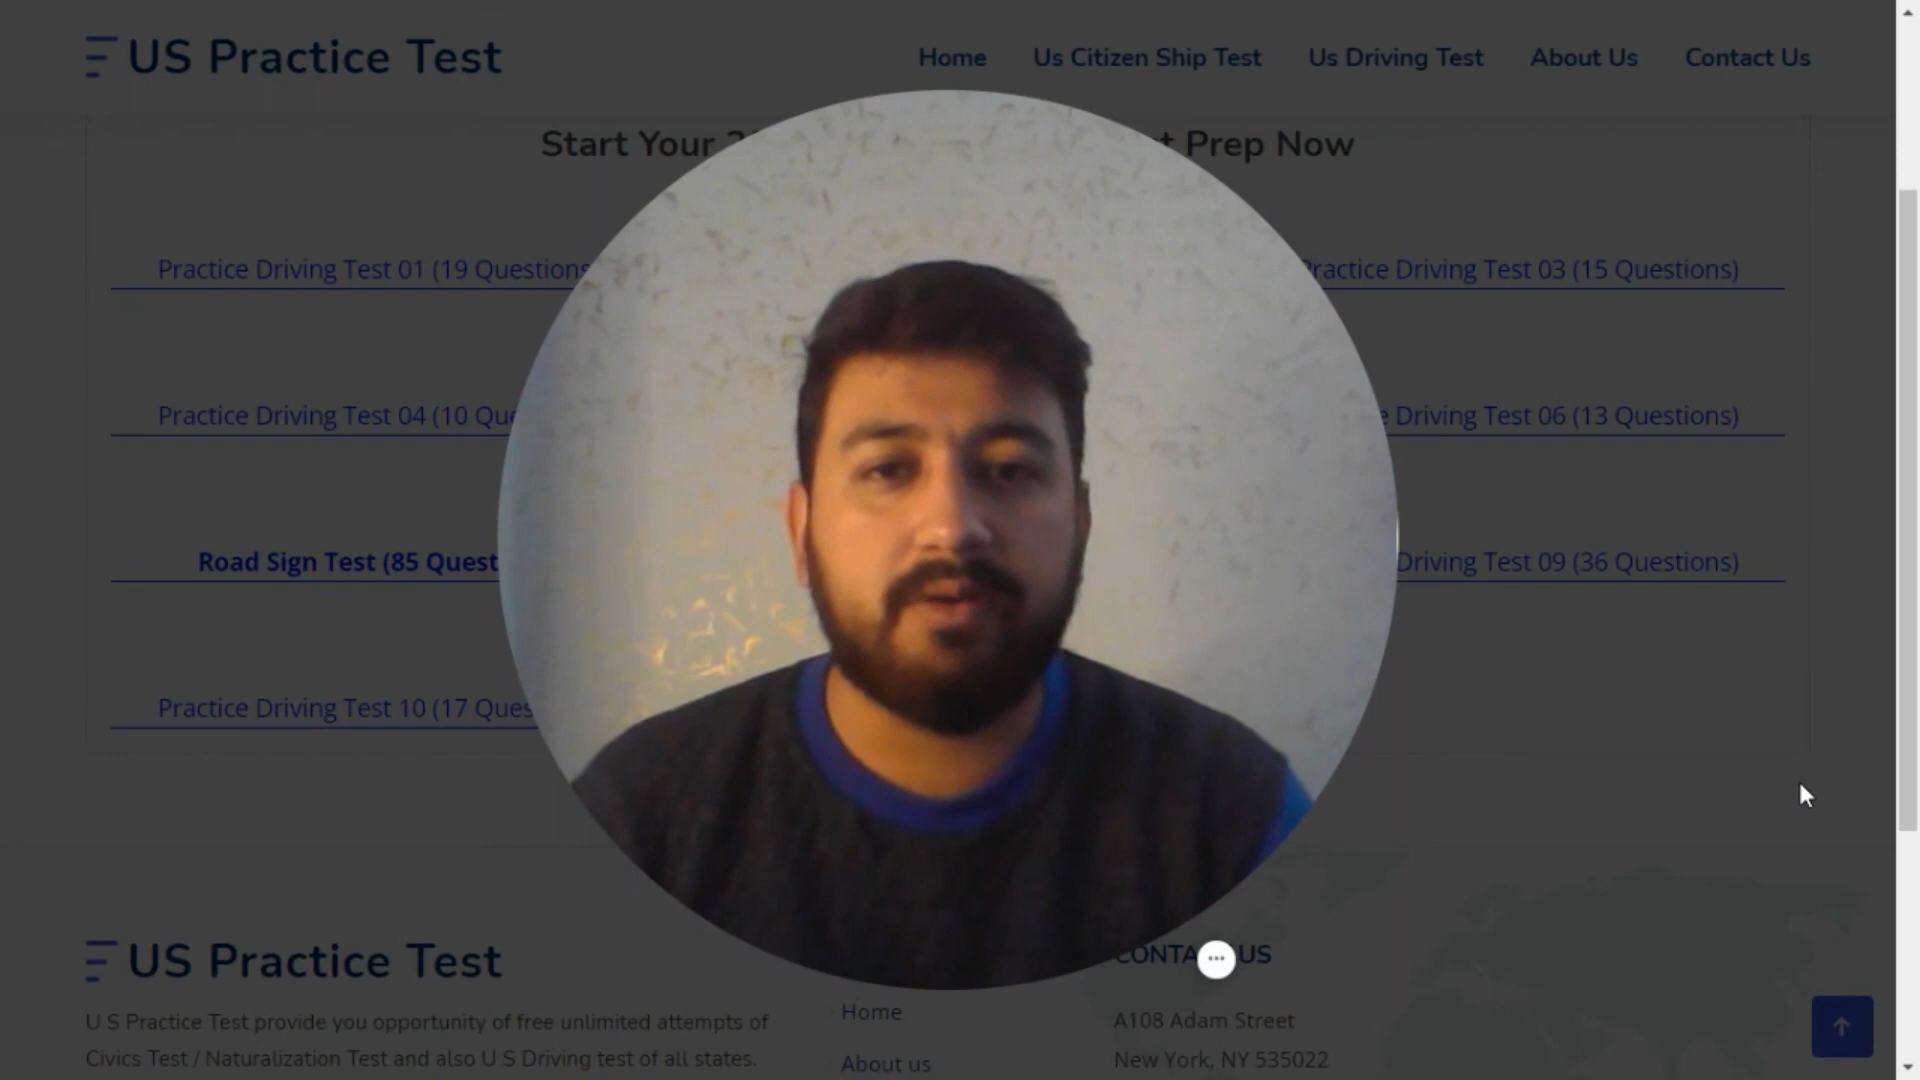 US Practice Test
Home Us Citizen Ship Test Us Driving Test About Us Contact Us
Start Your Prep Now
Practice Driving Test 01 (19 Questions
Practice Driving Test 03 (15 Questions)
Practice Driving Test 04 (10 Que
Driving Test 06 (13 Questions)
Road Sign Test (85 Quest
Driving Test 09 (36 Questions)
Practice Driving Test 10 (17 Ques
US Practice Test
U S Practice Test provide you opportunity of free unlimited attempts of
Civics Test / Naturalization Test and also U S Driving test of all states.
Home
About us
CONTA US
A108 Adam Street
New York, NY 535022